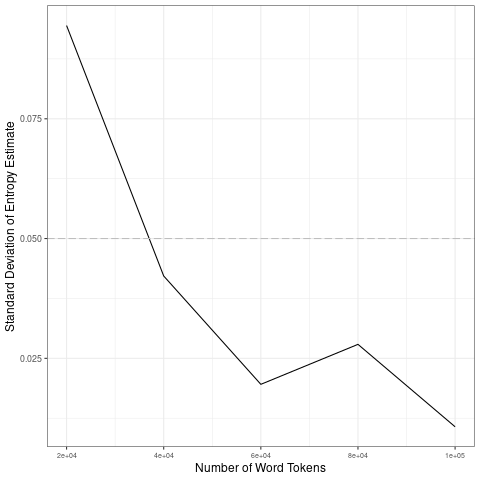 Standard Deviation of Entropy Estimate
0.075
0.050
0.025
2e+04 4e+04 6e+04 8e+04 1e+05
Number of Word Tokens